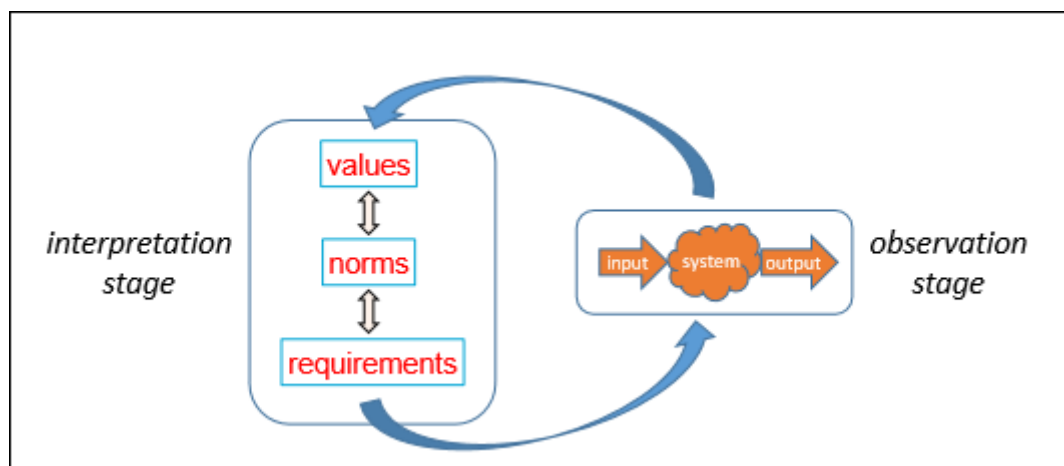 values
interpretation
stage
norms
requirements
input
system
output
observation
stage